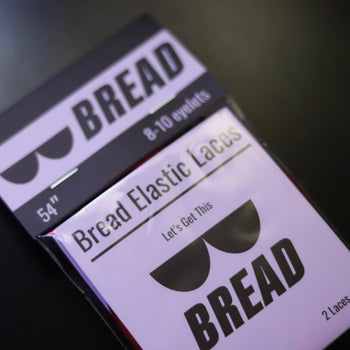 BREAD
54"
8-10 eyelets
Bread Elastic Laces
Let's Get This
BREAD
2 Laces